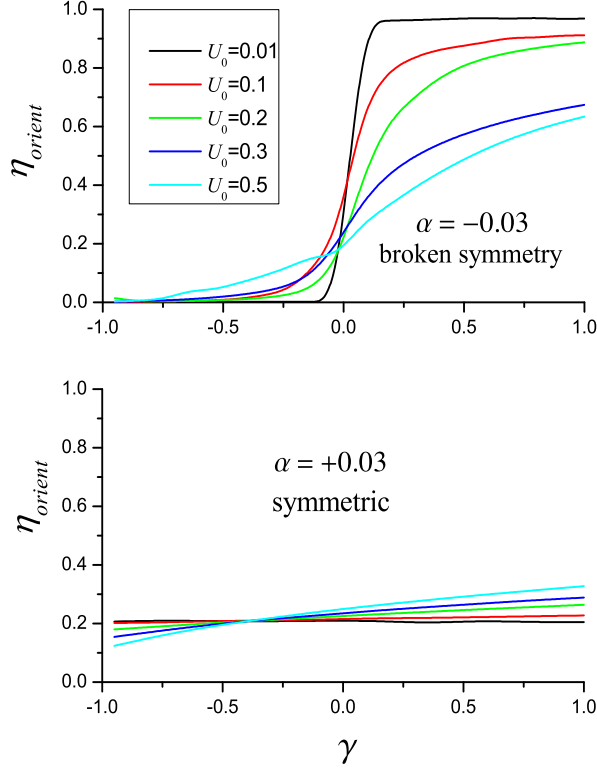 1.0
0.8
0.6
0.4
0.2
0.0
η_orient
U_0=0.01
U_0=0.1
U_0=0.2
U_0=0.3
U_0=0.5
α = −0.03
broken symmetry
-1.0 -0.5 0.0 0.5 1.0
1.0
0.8
0.6
0.4
0.2
0.0
η_orient
α = +0.03
symmetric
-1.0 -0.5 0.0 0.5 1.0
γ